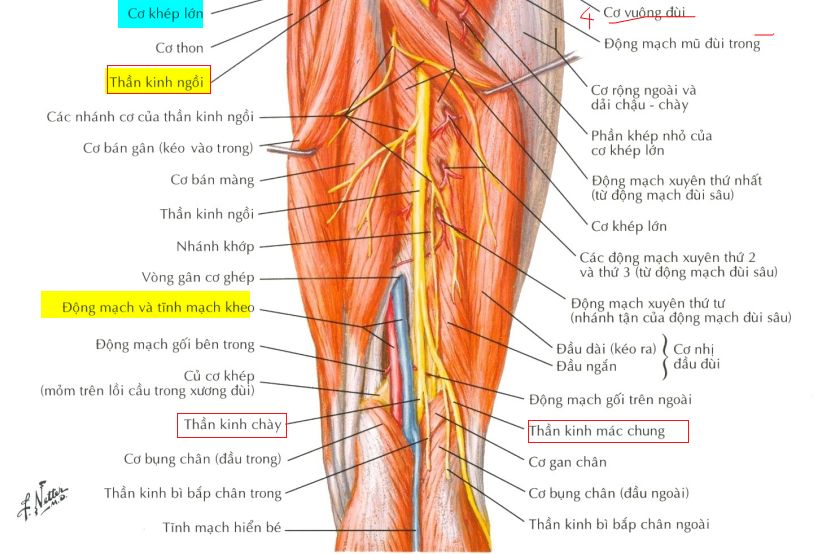 Cơ khép lớn
Cơ thon
Thần kinh ngồi
Các nhánh cơ của thần kinh ngồi
Cơ bán gân (kéo vào trong)
Cơ bán màng
Thần kinh ngồi
Nhánh khớp
Vòng gân cơ ghép
Động mạch và tĩnh mạch kheo
Động mạch gối bên trong
Củ cơ khép
(mỏm trên lồi cầu trong xương đùi)
Thần kinh chày
Cơ bụng chân (đầu trong)
Thần kinh bì bắp chân trong
Tĩnh mạch hiển bé
4
Cơ vuông đùi
Động mạch mũ đùi trong
Cơ rộng ngoài và
dải chậu - chày
Phần khép nhỏ của
cơ khép lớn
Động mạch xuyên thứ nhất
(từ động mạch đùi sâu)
Cơ khép lớn
Các động mạch xuyên thứ 2
và thứ 3 (từ động mạch đùi sâu)
Động mạch xuyên thứ tư
(nhánh tận của động mạch đùi sâu)
Đầu dài (kéo ra)
Đầu ngắn
Cơ nhị
đầu đùi
Động mạch gối trên ngoài
Thần kinh mác chung
Cơ gan chân
Cơ bụng chân (đầu ngoài)
Thần kinh bì bắp chân ngoài
F. Netter
M.D.